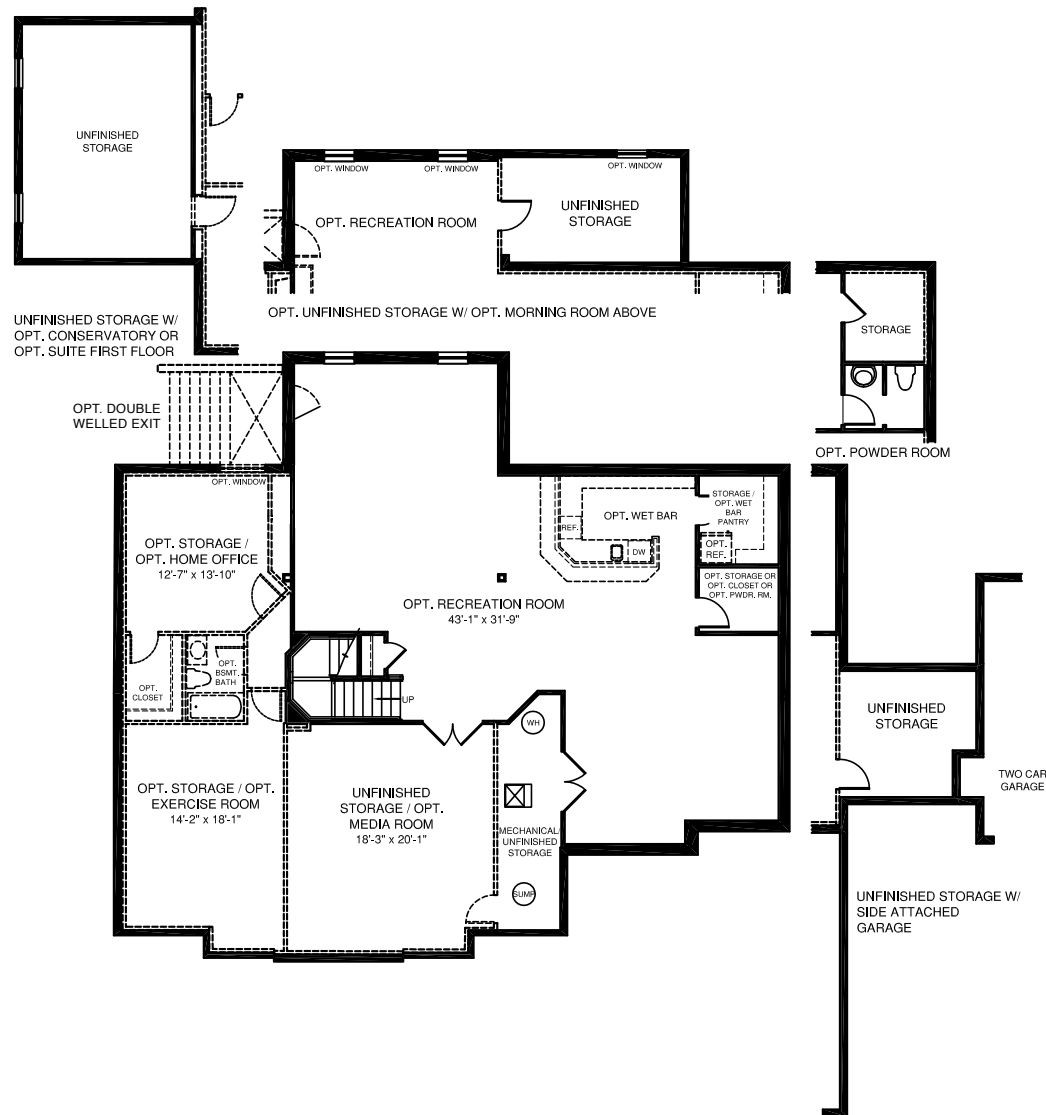 UNFINISHED
STORAGE
UNFINISHED STORAGE W/
OPT. CONSERVATORY OR
OPT. SUITE FIRST FLOOR
OPT. WINDOW
OPT. WINDOW
OPT. WINDOW
OPT. RECREATION ROOM
UNFINISHED
STORAGE
OPT. UNFINISHED STORAGE W/ OPT. MORNING ROOM ABOVE
STORAGE
OPT. POWDER ROOM
OPT. DOUBLE
WELLED EXIT
OPT. WINDOW
OPT. STORAGE /
OPT. HOME OFFICE
12'-7" x 13'-10"
REF.
OPT. WET BAR
DW
STORAGE /
OPT. WET
BAR
PANTRY
OPT.
REF.
OPT. STORAGE OR
OPT. CLOSET OR
OPT. PWDR. RM.
OPT. RECREATION ROOM
43'-1" x 31'-9"
OPT.
CLOSET
OPT.
BSMT.
BATH
UP
WH
OPT. STORAGE / OPT.
EXERCISE ROOM
14'-2" x 18'-1"
UNFINISHED
STORAGE / OPT.
MEDIA ROOM
18'-3" x 20'-1"
MECHANICAL/
UNFINISHED
STORAGE
SUMP
UNFINISHED
STORAGE
TWO CAR
GARAGE
UNFINISHED STORAGE W/
SIDE ATTACHED
GARAGE